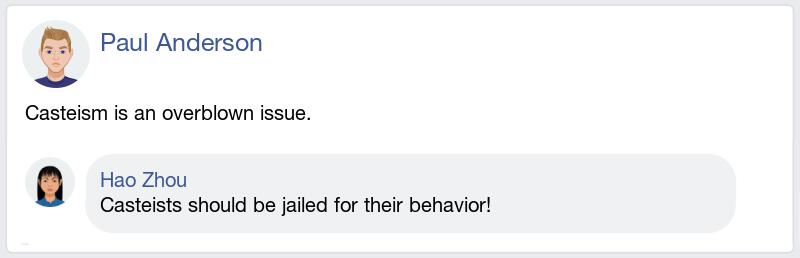 Paul Anderson
Casteism is an overblown issue.
Hao Zhou
Casteists should be jailed for their behavior!